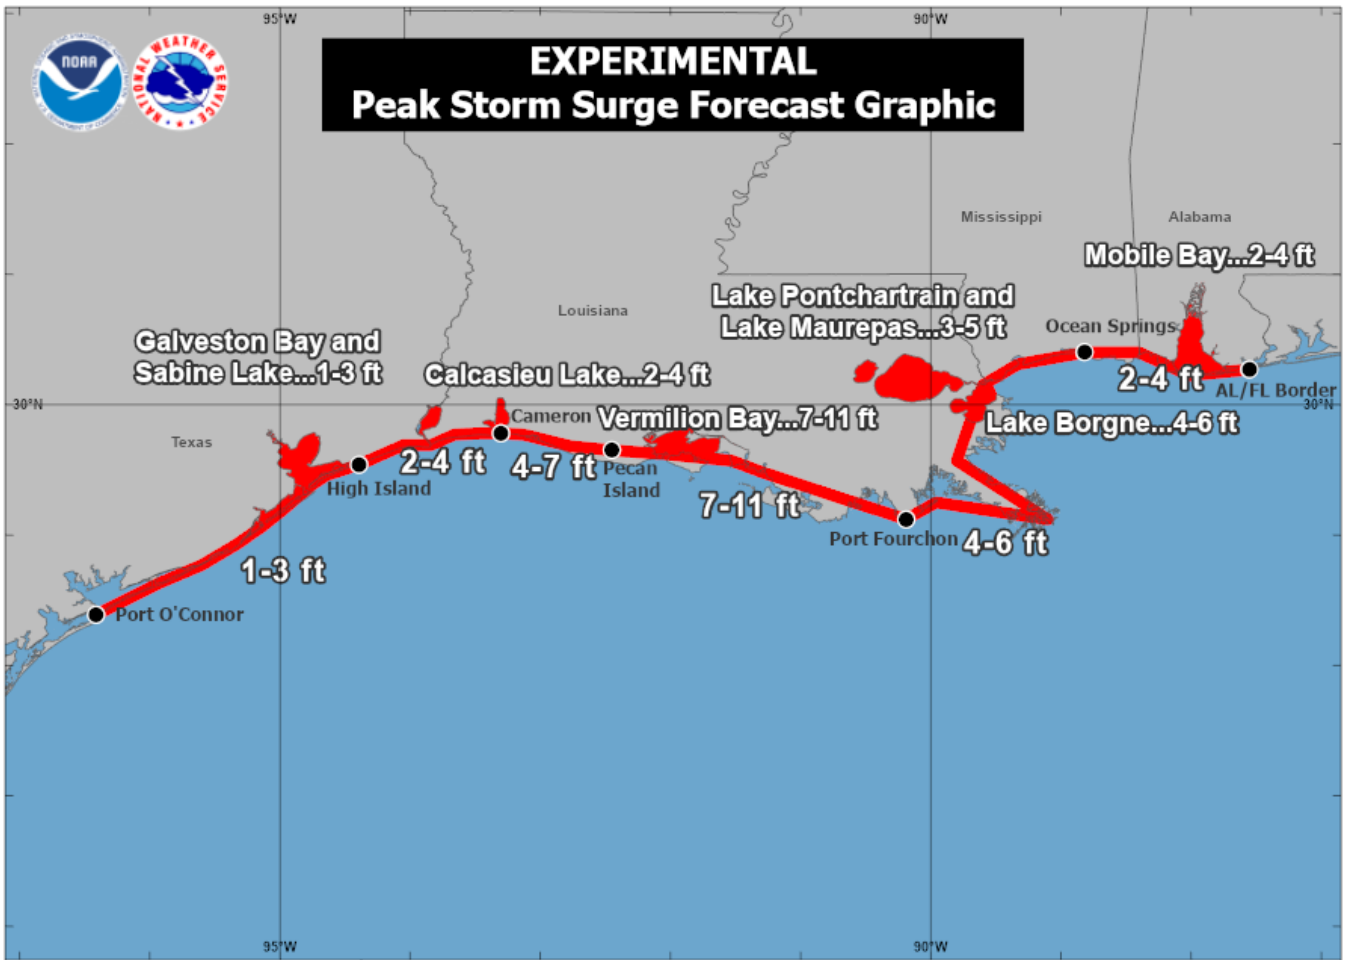 95°W
90°W
NOAA
NATIONAL WEATHER SERVICE
EXPERIMENTAL
Peak Storm Surge Forecast Graphic
Mississippi
Alabama
Mobile Bay...2-4 ft
Lake Pontchartrain and
Lake Maurepas...3-5 ft
Louisiana
Ocean Springs
Galveston Bay and
Sabine Lake...1-3 ft
Calcasieu Lake...2-4 ft
2-4 ft
AL/FL Border
30°N
30°N
Cameron
Vermilion Bay...7-11 ft
Lake Borgne...4-6 ft
Texas
2-4 ft
4-7 ft
Pecan
Island
High Island
7-11 ft
Port Fourchon
4-6 ft
1-3 ft
Port O'Connor
95°W
90°W